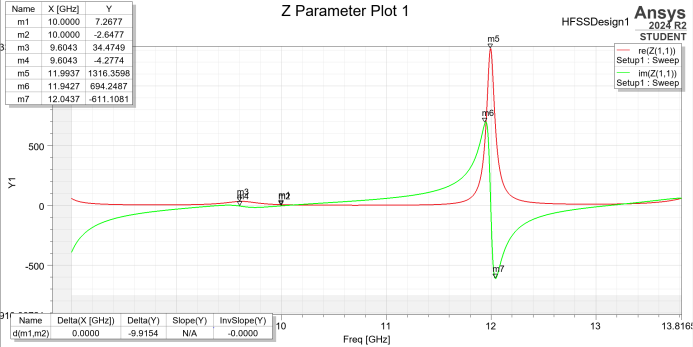 Z Parameter Plot 1
HFSSDesign1
Ansys
2024 R2
STUDENT
Name X [GHz] Y
m1 10.0000 7.2677
m2 10.0000 -2.6477
m3 9.6043 34.4749
m4 9.6043 -4.2774
m5 11.9937 1316.3598
m6 11.9427 694.2487
m7 12.0437 -611.1081
re(Z(1,1))
Setup1 : Sweep
im(Z(1,1))
Setup1 : Sweep
m5
m6
m3
m4
m2
m7
500
0
-500
Y1
10
11
12
13
13.8165
Freq [GHz]
Name Delta(X [GHz]) Delta(Y) Slope(Y) InvSlope(Y)
d(m1,m2) 0.0000 -9.9154 N/A -0.0000